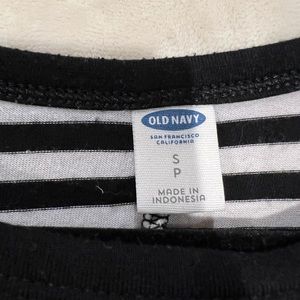 OLD NAVY
SAN FRANCISCO
CALIFORNIA
S
P
MADE IN
INDONESIA